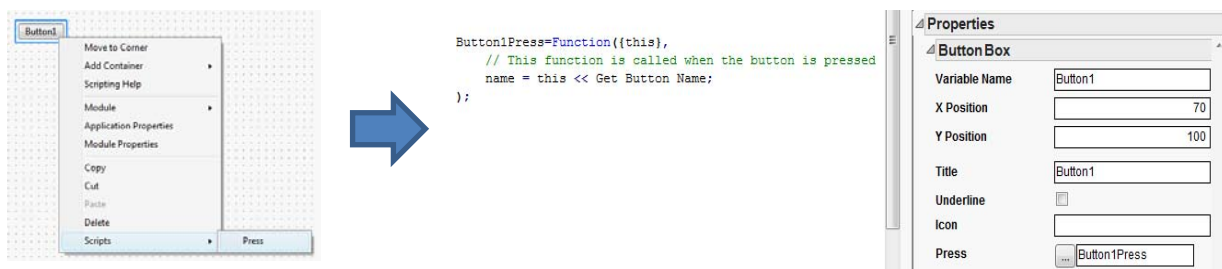 Button1
Move to Corner
Add Container
Scripting Help
Module
Application Properties
Module Properties
Copy
Cut
Paste
Delete
Scripts
Press
Button1Press=Function({this},
// This function is called when the button is pressed
name = this << Get Button Name;
);
Properties
Button Box
Variable Name Button1
X Position 70
Y Position 100
Title Button1
Underline
Icon
Press ... Button1Press